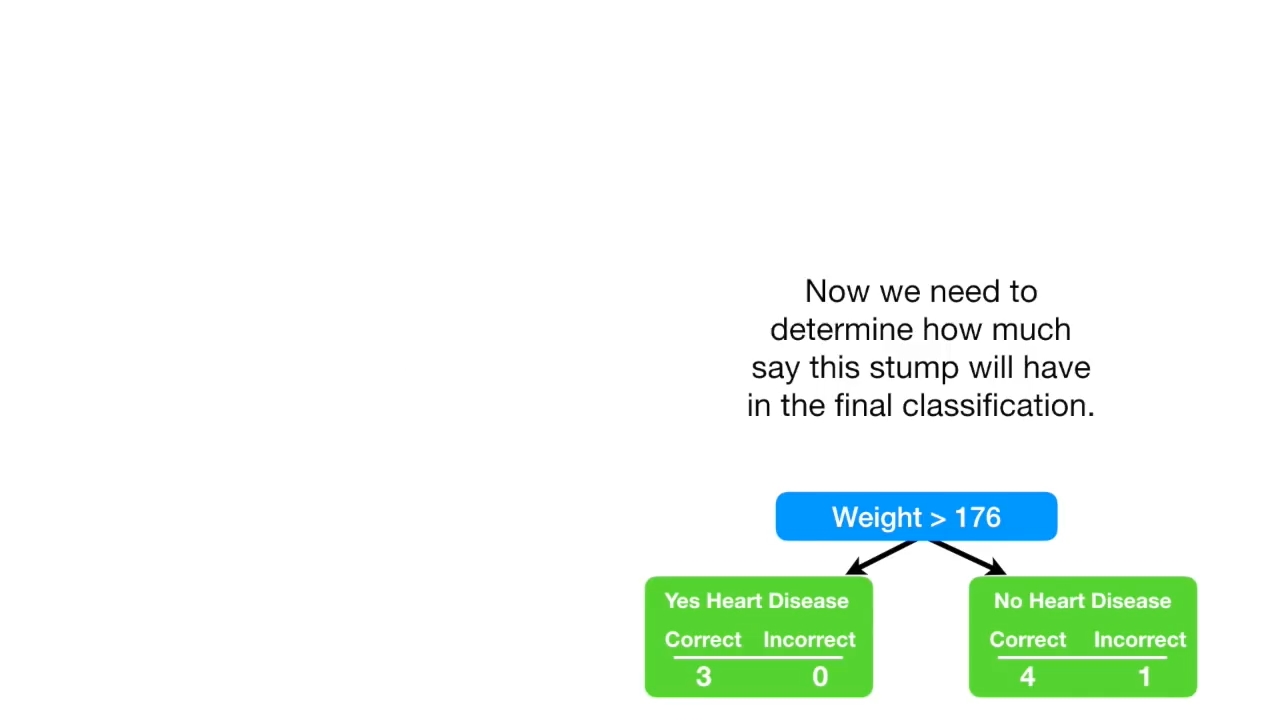 Now we need to
determine how much
say this stump will have
in the final classification.
Weight > 176
Yes Heart Disease
Correct Incorrect
3 0
No Heart Disease
Correct Incorrect
4 1